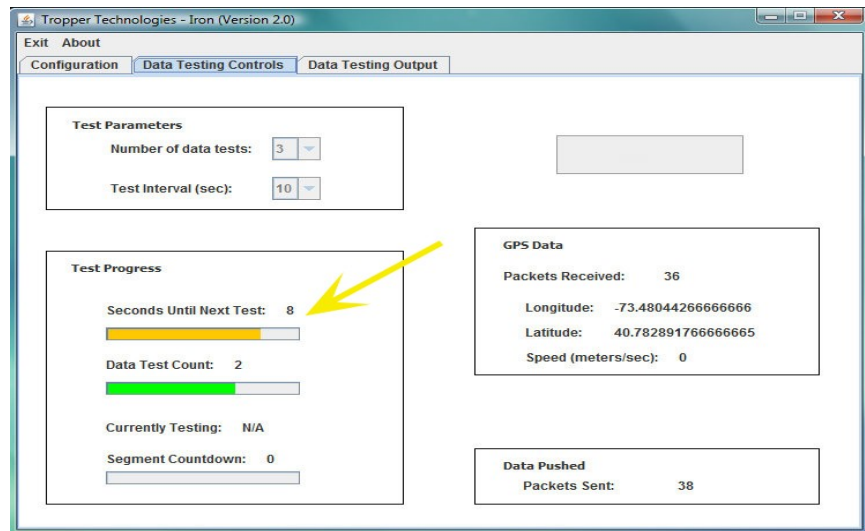 Tropper Technologies - Iron (Version 2.0)
Exit About
Configuration Data Testing Controls Data Testing Output
Test Parameters
Number of data tests: 3
Test Interval (sec): 10
Test Progress
Seconds Until Next Test: 8
Data Test Count: 2
Currently Testing: N/A
Segment Countdown: 0
GPS Data
Packets Received: 36
Longitude: -73.48044266666666
Latitude: 40.782891766666665
Speed (meters/sec): 0
Data Pushed
Packets Sent: 38